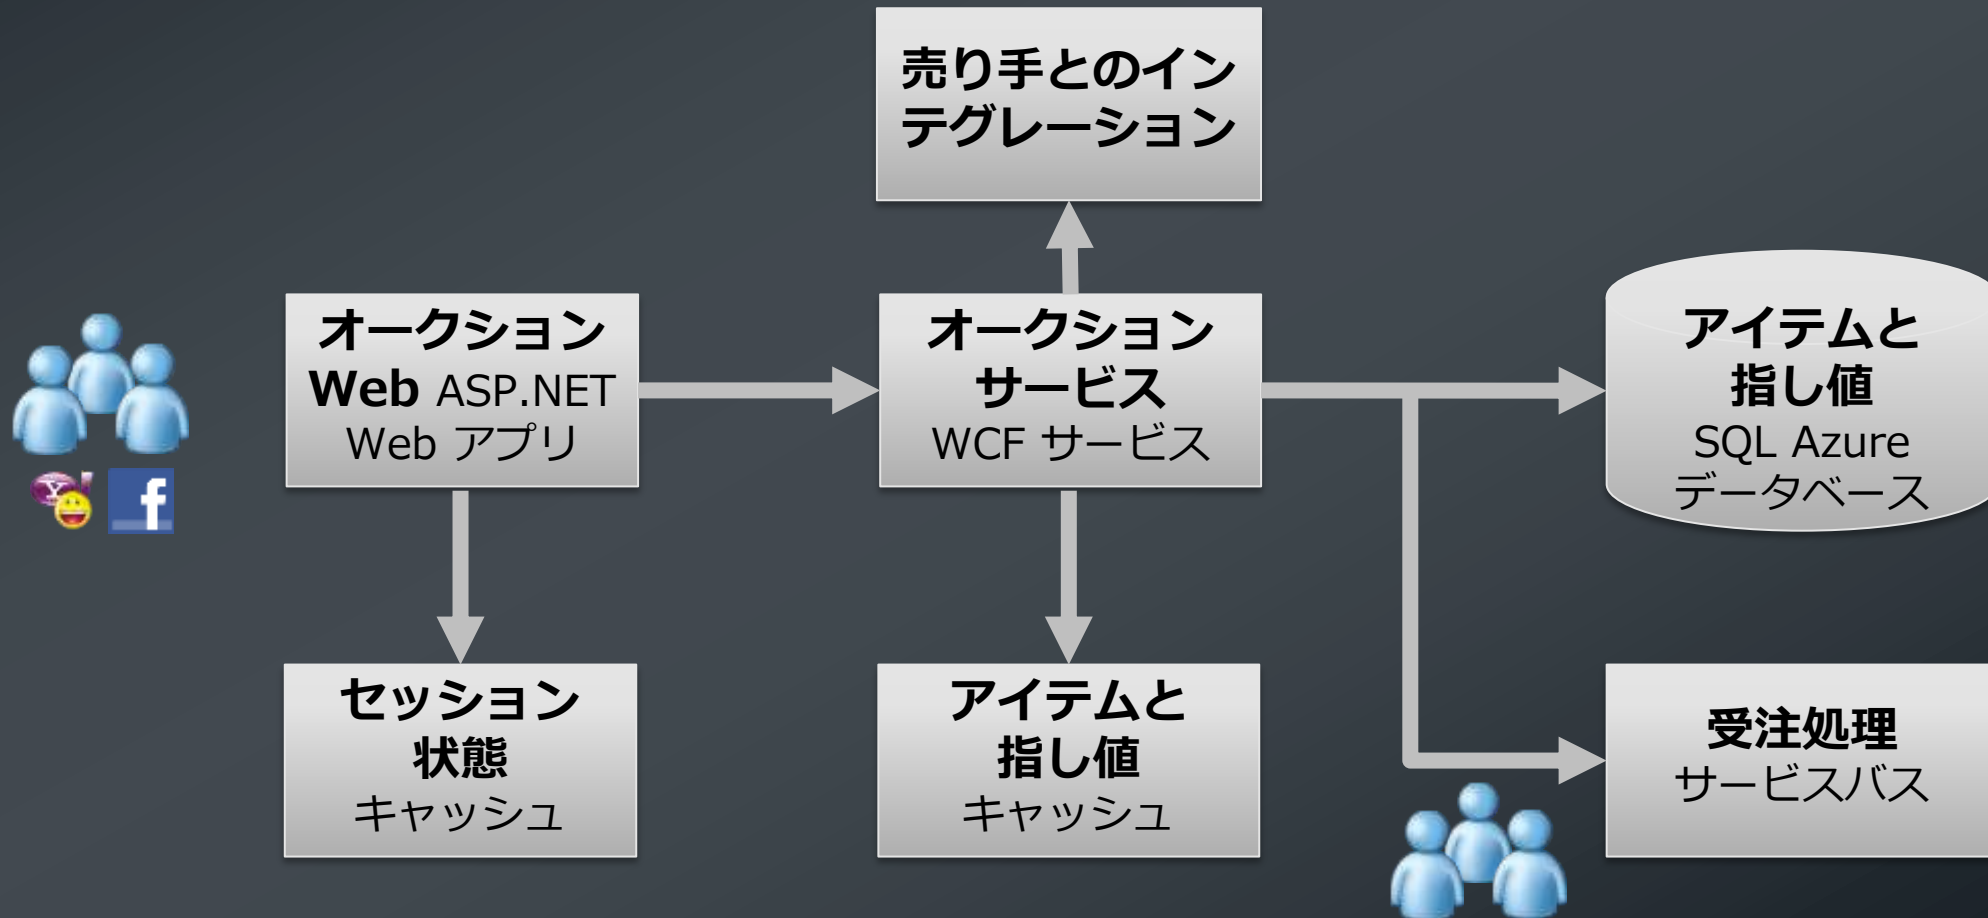 売り手とのイン
テグレーション
オークション
Web ASP.NET
Web アプリ
オークション
サービス
WCF サービス
アイテムと
指し値
SQL Azure
データベース
セッション
状態
キャッシュ
アイテムと
指し値
キャッシュ
受注処理
サービスバス
Y!
f